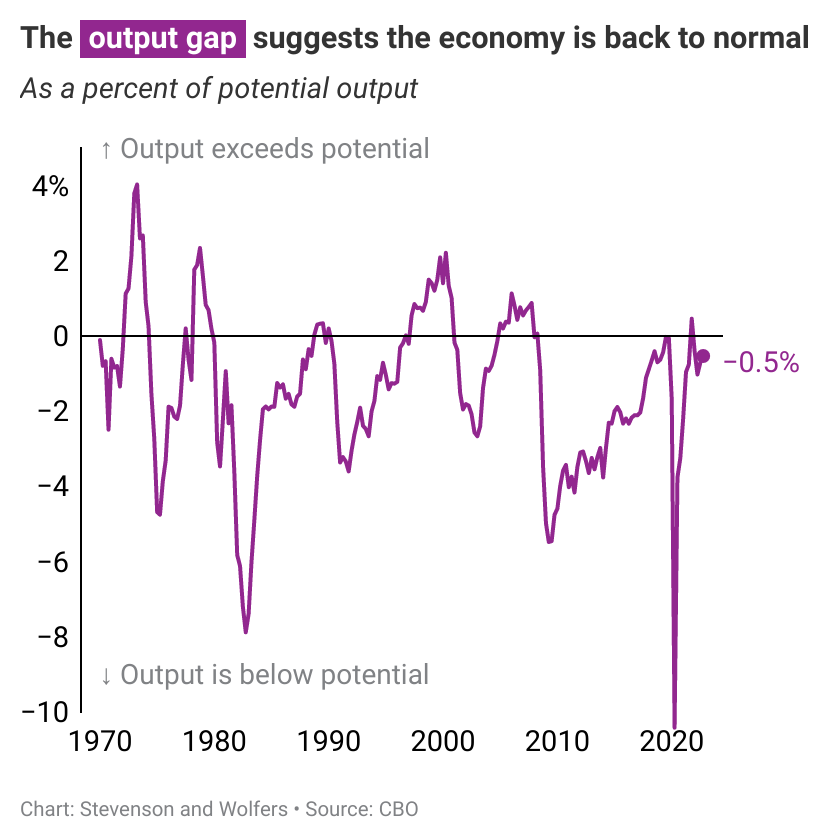 The output gap suggests the economy is back to normal
As a percent of potential output
↑ Output exceeds potential
4%
2
0
−0.5%
−2
−4
−6
−8
↓ Output is below potential
−10
1970 1980 1990 2000 2010 2020
Chart: Stevenson and Wolfers • Source: CBO